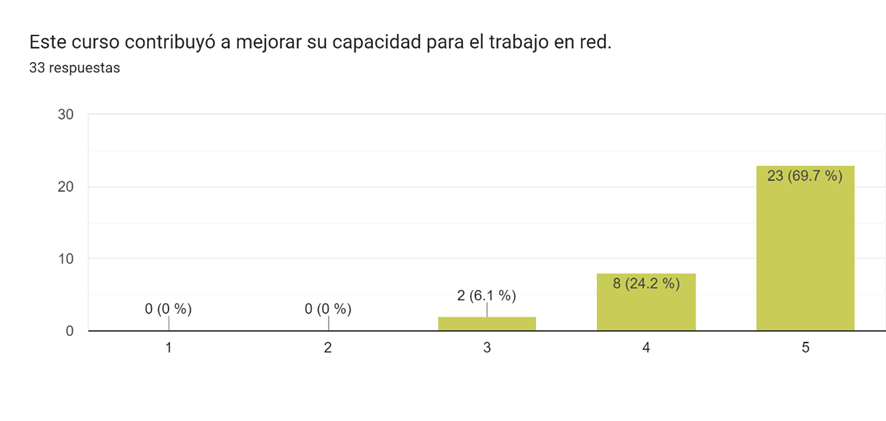 Este curso contribuyó a mejorar su capacidad para el trabajo en red.
33 respuestas
30
20
10
0
0 (0 %)
0 (0 %)
2 (6.1 %)
8 (24.2 %)
23 (69.7 %)
1
2
3
4
5